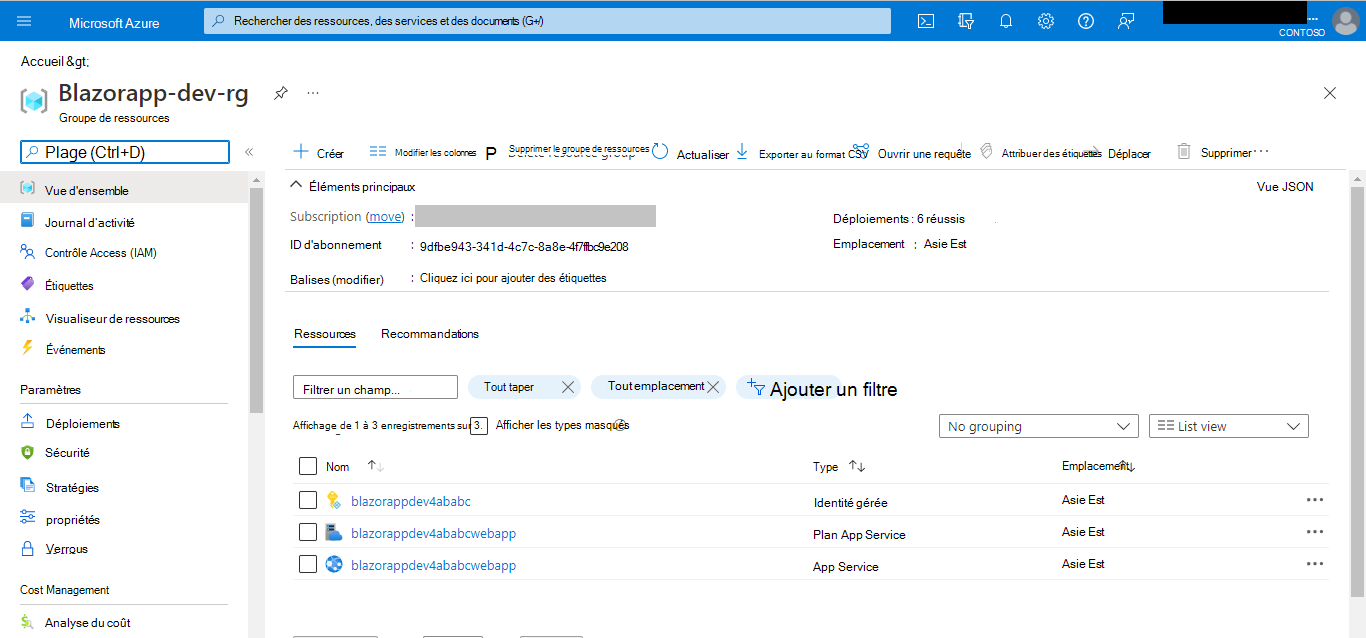 Microsoft Azure
Rechercher des ressources, des services et des documents (G+/)
CONTOSO
Accueil &gt;
Blazorapp-dev-rg
Groupe de ressources
Plage (Ctrl+D)
Créer
Modifier les colonnes
Supprimer le groupe de ressources
Delete resource group
Actualiser
Exporter au format CSV
Ouvrir une requête
Attribuer des étiquettes
Déplacer
Supprimer
Vue d'ensemble
Journal d'activité
Contrôle Access (IAM)
Étiquettes
Visualiseur de ressources
Événements
Paramètres
Déploiements
Sécurité
Stratégies
propriétés
Verrous
Cost Management
Analyse du coût
Éléments principaux
Vue JSON
Subscription (move) :
Déploiements : 6 réussis
ID d'abonnement : 9dfbe943-341d-4c7c-8a8e-4f7fbc9e208
Emplacement : Asie Est
Balises (modifier) : Cliquez ici pour ajouter des étiquettes
Ressources
Recommandations
Filtrer un champ...
Tout taper
Tout emplacement
Ajouter un filtre
Affichage de 1 à 3 enregistrements sur 3.
Afficher les types masqués
No grouping
List view
Nom
Type
Emplacement
blazorappdev4ababc
Identité gérée
Asie Est
blazorappdev4ababcwebapp
Plan App Service
Asie Est
blazorappdev4ababcwebapp
App Service
Asie Est